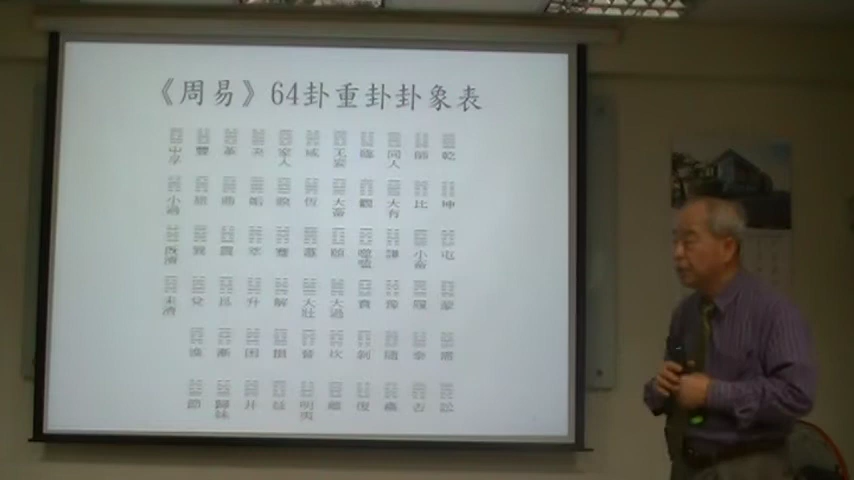 《周易》64卦重卦卦象表
乾 坤 屯 蒙 需 訟
師 比 小畜 履 泰 否
同人 大有 謙 豫 隨 蠱
臨 觀 噬嗑 賁 剝 復
无妄 大畜 頤 大過 坎 離
咸 恆 遯 大壯 晉 明夷
家人 睽 蹇 解 損 益
夬 姤 萃 升 困 井
革 鼎 震 艮 漸 歸妹
豐 旅 巽 兌 渙 節
中孚 小過 既濟 未濟